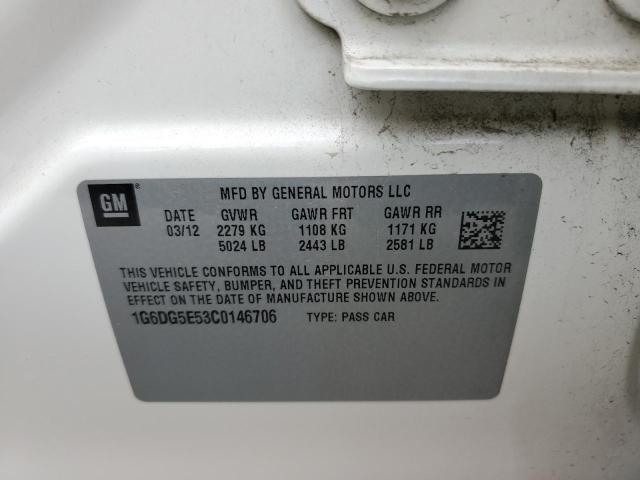 GM
MFD BY GENERAL MOTORS LLC
DATE GVWR GAWR FRT GAWR RR
03/12 2279 KG 1108 KG 1171 KG
5024 LB 2443 LB 2581 LB
THIS VEHICLE CONFORMS TO ALL APPLICABLE U.S. FEDERAL MOTOR
VEHICLE SAFETY, BUMPER, AND THEFT PREVENTION STANDARDS IN
EFFECT ON THE DATE OF MANUFACTURE SHOWN ABOVE.
1G6DG5E53C0146706 TYPE: PASS CAR